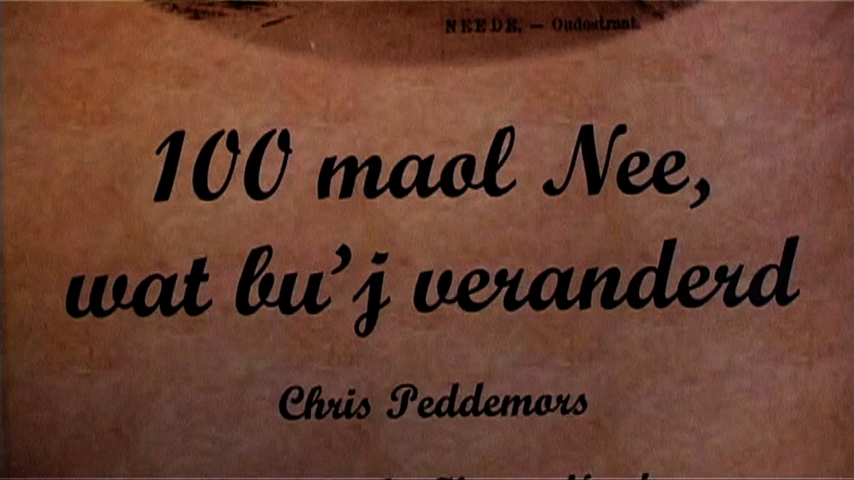 NEEDE, — Oudestraat.
100 maol Nee,
wat bu'j veranderd
Chris Peddemors